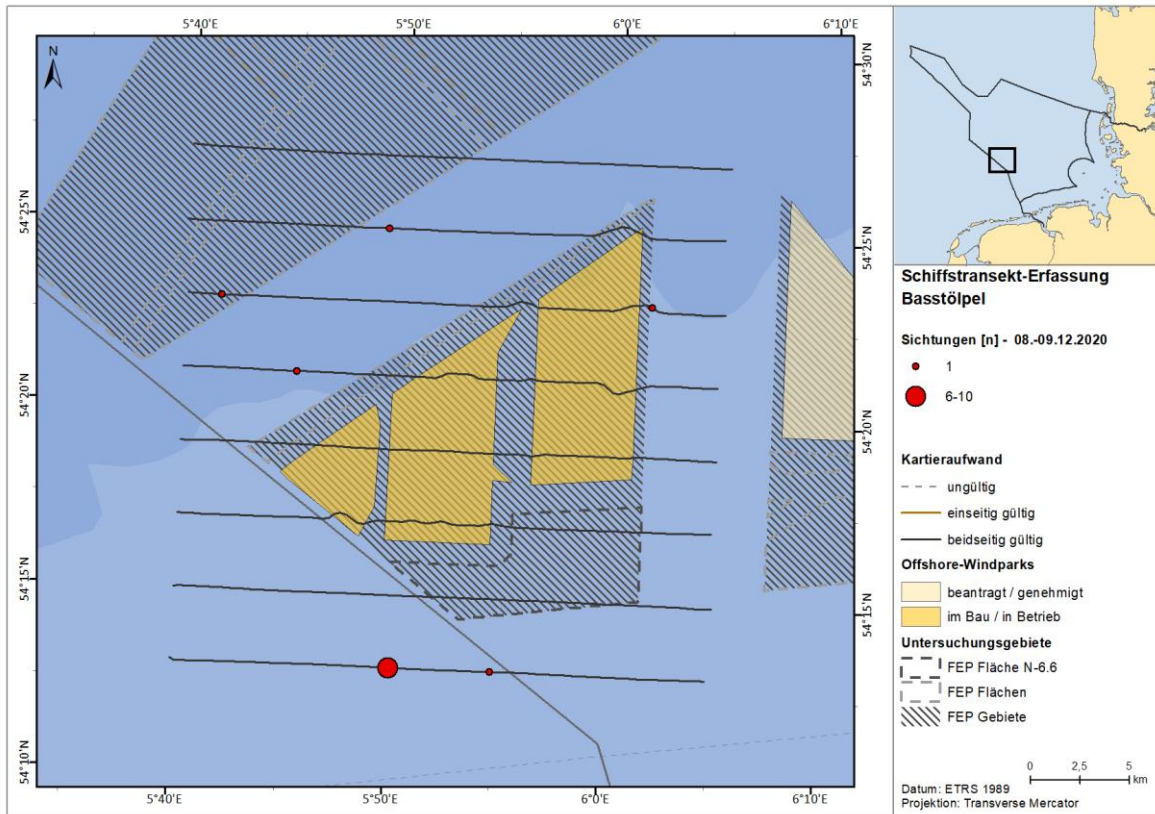 5°40'E
5°50'E
6°0'E
6°10'E
N
54°30'N
54°25'N
54°25'N
54°20'N
54°20'N
54°15'N
54°15'N
54°10'N
5°40'E
5°50'E
6°0'E
6°10'E
Schiffstransekt-Erfassung
Basstölpel
Sichtungen [n] - 08.-09.12.2020
1
6-10
Kartieraufwand
ungültig
einseitig gültig
beidseitig gültig
Offshore-Windparks
beantragt / genehmigt
im Bau / in Betrieb
Untersuchungsgebiete
FEP Fläche N-6.6
FEP Flächen
FEP Gebiete
0 2,5 5
km
Datum: ETRS 1989
Projektion: Transverse Mercator